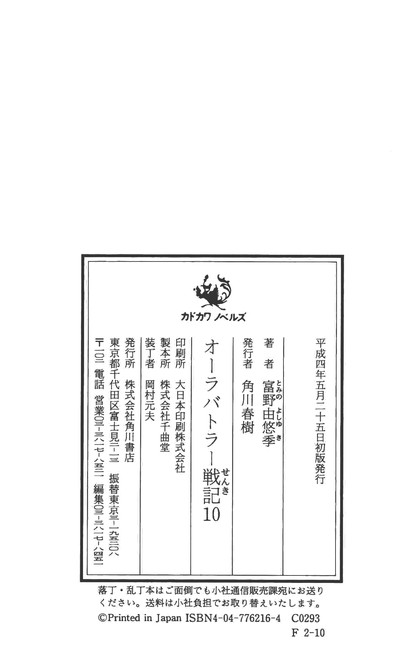 カドカワ ノベルズ
平成四年五月二十五日初版発行
著者 富野由悠季
とみの よしゆき
発行者 角川春樹
オーラバトラー戦記10
せんき
印刷所 大日本印刷株式会社
製本所 株式会社千曲堂
装丁者 岡村元夫
発行所 株式会社角川書店
東京都千代田区富士見二-一三 振替東京三-一九五二〇八
〒一〇二 電話 営業〇三-三八一七-八五二一 編集〇三-三八一七-八四五一
落丁・乱丁本はご面倒でも小社通信販売課宛にお送り
ください。送料は小社負担でお取り替えいたします。
©Printed in Japan ISBN4-04-776216-4 C0293
F 2-10